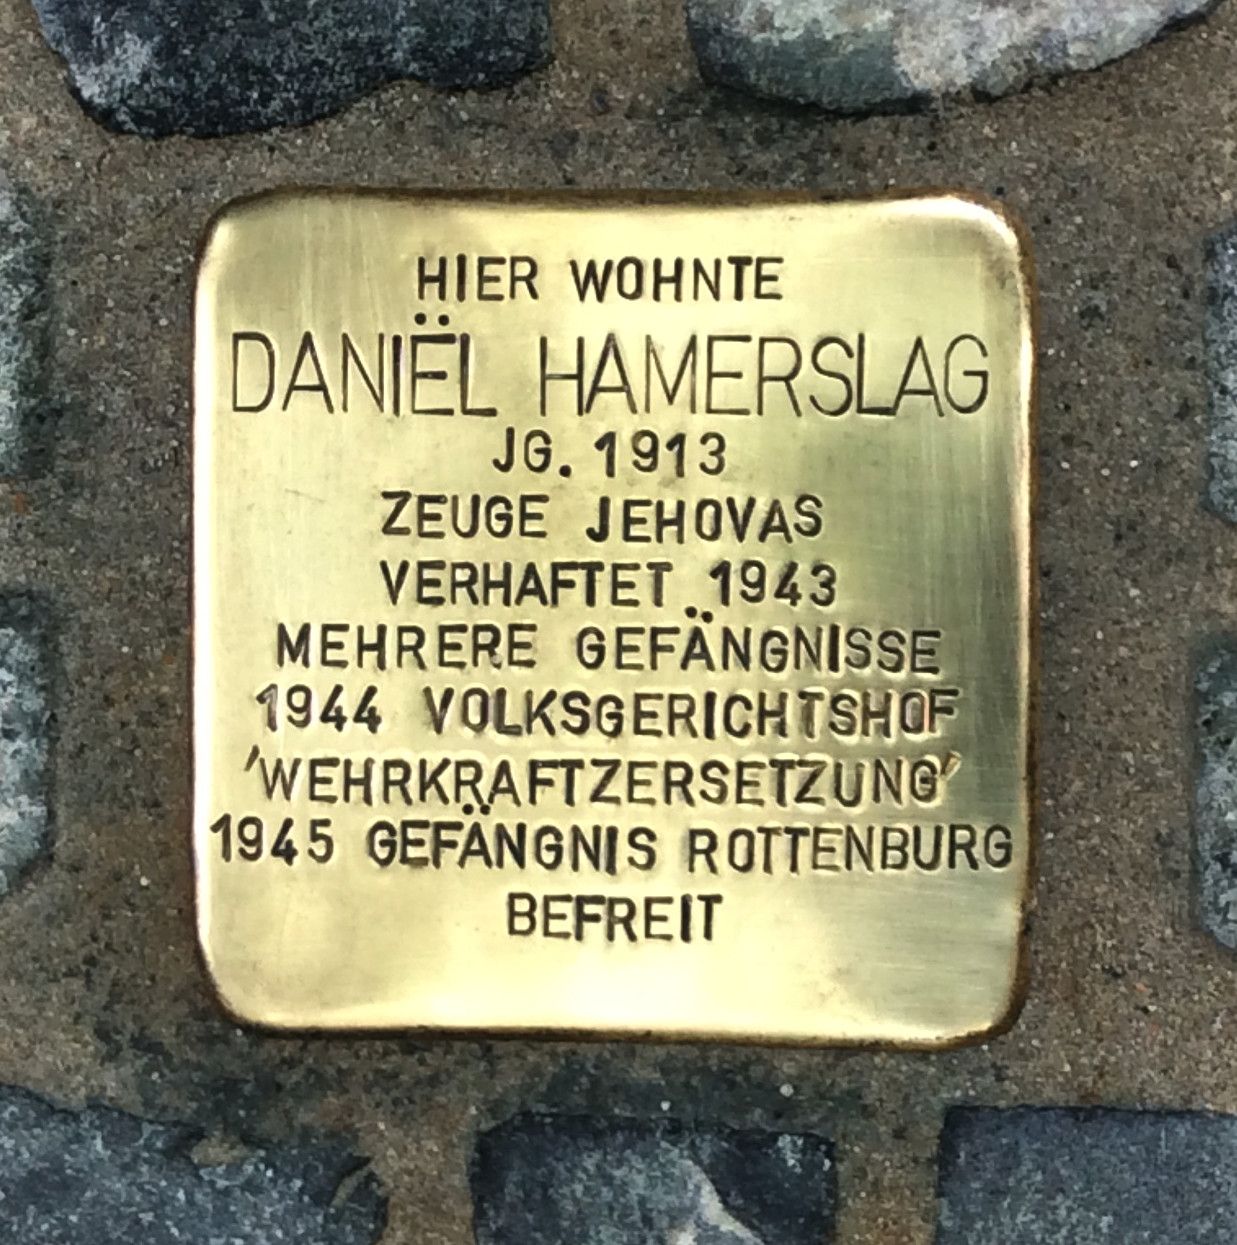 HIER WOHNTE
DANIËL HAMERSLAG
JG. 1913
ZEUGE JEHOVAS
VERHAFTET 1943
MEHRERE GEFÄNGNISSE
1944 VOLKSGERICHTSHOF
'WEHRKRAFTZERSETZUNG'
1945 GEFÄNGNIS ROTTENBURG
BEFREIT